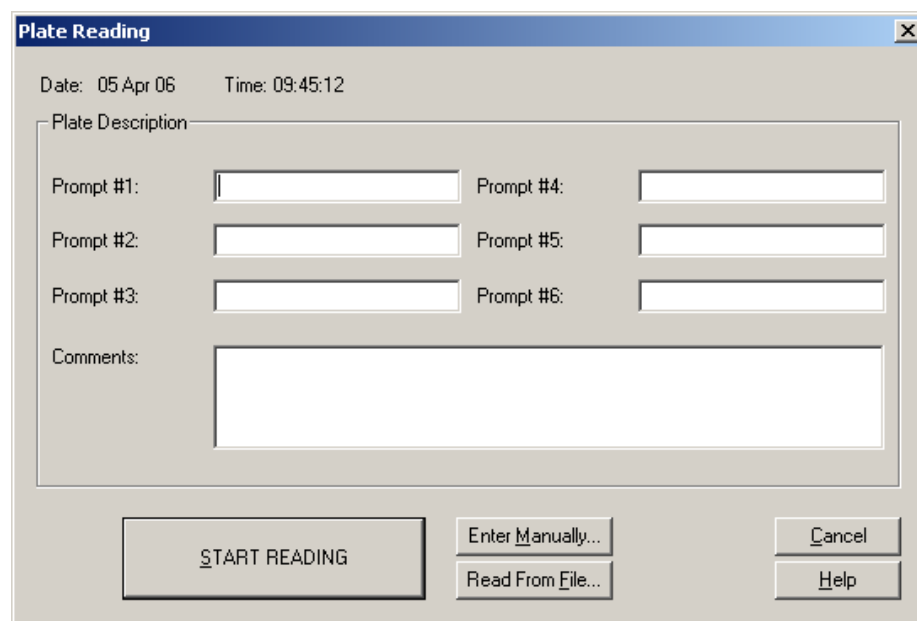 Plate Reading
Date: 05 Apr 06 Time: 09:45:12
Plate Description
Prompt #1: Prompt #4:
Prompt #2: Prompt #5:
Prompt #3: Prompt #6:
Comments:
START READING
Enter Manually...
Read From File...
Cancel
Help